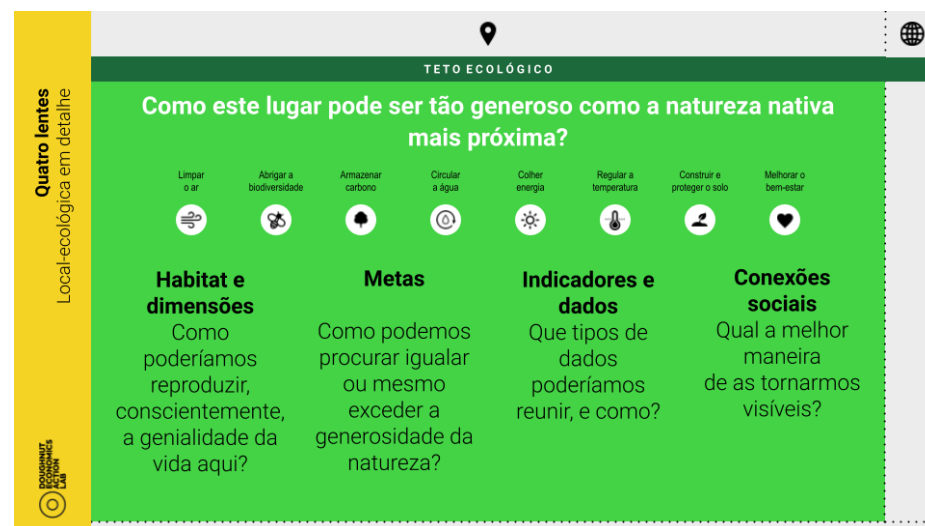 Quatro lentes
Local-ecológica em detalhe
TETO ECOLÓGICO
Como este lugar pode ser tão generoso como a natureza nativa
mais próxima?
Limpar
o ar
Abrigar a
biodiversidade
Armazenar
carbono
Circular
a água
Colher
energia
Regular a
temperatura
Construir e
proteger o solo
Melhorar o
bem-estar
Habitat e
dimensões
Como
poderíamos
reproduzir,
conscientemente,
a genialidade da
vida aqui?
Metas
Como podemos
procurar igualar
ou mesmo
exceder a
generosidade da
natureza?
Indicadores e
dados
Que tipos de
dados
poderíamos
reunir, e como?
Conexões
sociais
Qual a melhor
maneira
de as tornarmos
visíveis?
DOUGHNUT
ECONOMICS
ACTION
LAB